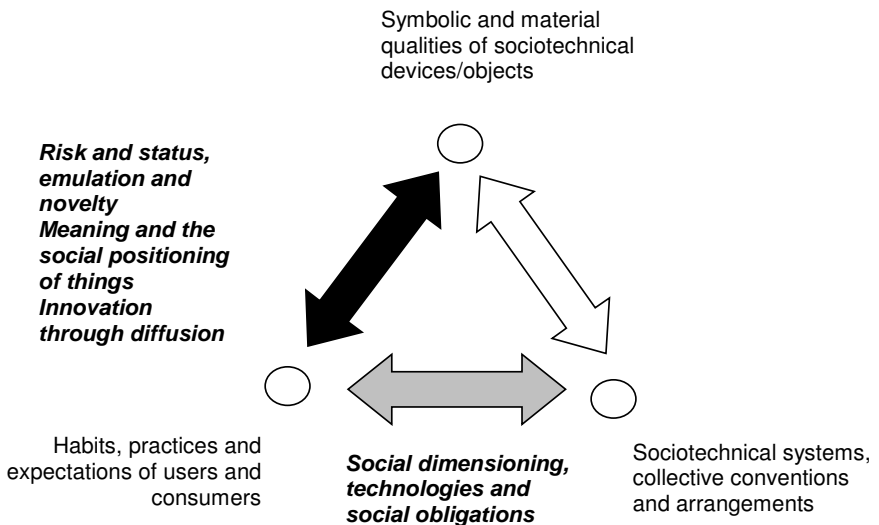 Symbolic and material
qualities of sociotechnical
devices/objects
Risk and status,
emulation and
novelty
Meaning and the
social positioning
of things
Innovation
through diffusion
Habits, practices and
expectations of users and
consumers
Social dimensioning,
technologies and
social obligations
Sociotechnical systems,
collective conventions
and arrangements